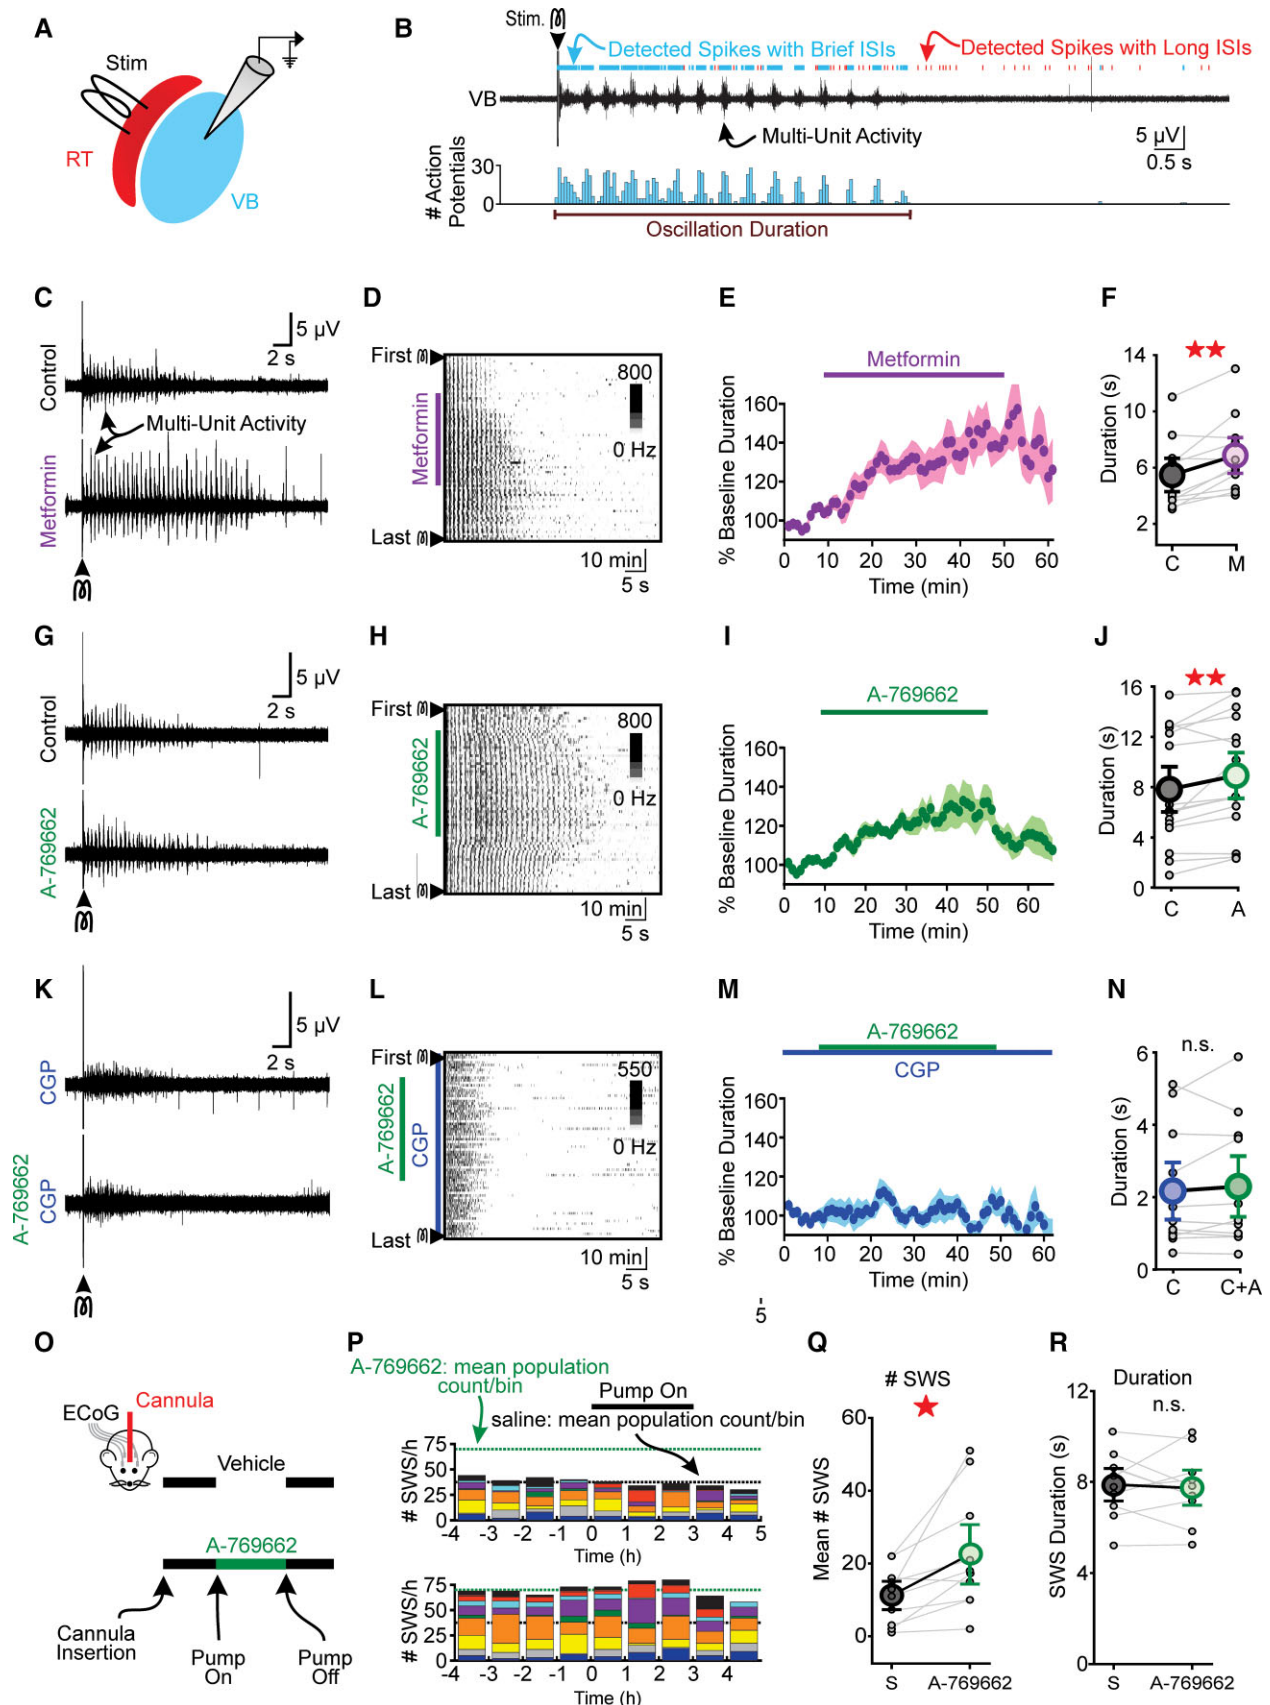 A
Stim
RT
VB
B
Stim.
Detected Spikes with Brief ISIs
Detected Spikes with Long ISIs
VB
Multi-Unit Activity
5 µV
0.5 s
30
0
# Action
Potentials
Oscillation Duration
C
Control
5 µV
2 s
Multi-Unit Activity
Metformin
D
First
Metformin
Last
800
0 Hz
10 min
5 s
E
Metformin
% Baseline Duration
160
140
120
100
0 10 20 30 40 50 60
Time (min)
F
Duration (s)
14
10
6
2
C M
G
Control
5 µV
2 s
A-769662
H
First
A-769662
Last
800
0 Hz
10 min
5 s
I
A-769662
% Baseline Duration
160
140
120
100
0 10 20 30 40 50 60
Time (min)
J
Duration (s)
16
12
8
4
0
C A
K
CGP
5 µV
2 s
A-769662
CGP
L
First
A-769662
CGP
Last
550
0 Hz
10 min
5 s
M
A-769662
CGP
% Baseline Duration
160
140
120
100
0 10 20 30 40 50 60
Time (min)
5
N
n.s.
Duration (s)
6
4
2
0
C C+A
O
ECoG
Cannula
Vehicle
A-769662
Cannula
Insertion
Pump
On
Pump
Off
P
A-769662: mean population
count/bin
Pump On
saline: mean population count/bin
# SWS/h
75
50
25
0
-4 -3 -2 -1 0 1 2 3 4 5
Time (h)
# SWS/h
75
50
25
0
-4 -3 -2 -1 0 1 2 3 4
Time (h)
Q
# SWS
Mean # SWS
60
40
20
0
S A-769662
R
Duration
n.s.
SWS Duration (s)
12
8
4
0
S A-769662